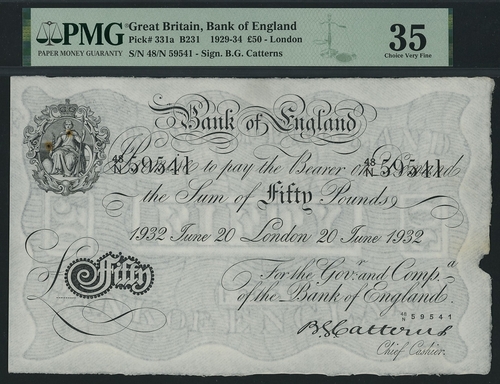 PMG
PAPER MONEY GUARANTY
Great Britain, Bank of England
Pick# 331a B231 1929-34 £50 - London
S/N 48/N 59541 - Sign. B.G. Catterns
35
Choice Very Fine
Bank of England
48/N 59541 48/N 59541
Promise to pay the Bearer on Demand
the Sum of Fifty Pounds
1932 June 20 London 20 June 1932
For the Govr. and Compa.
of the Bank of England.
£ Fifty
48/N 59541
B.G. Catterns
Chief Cashier.